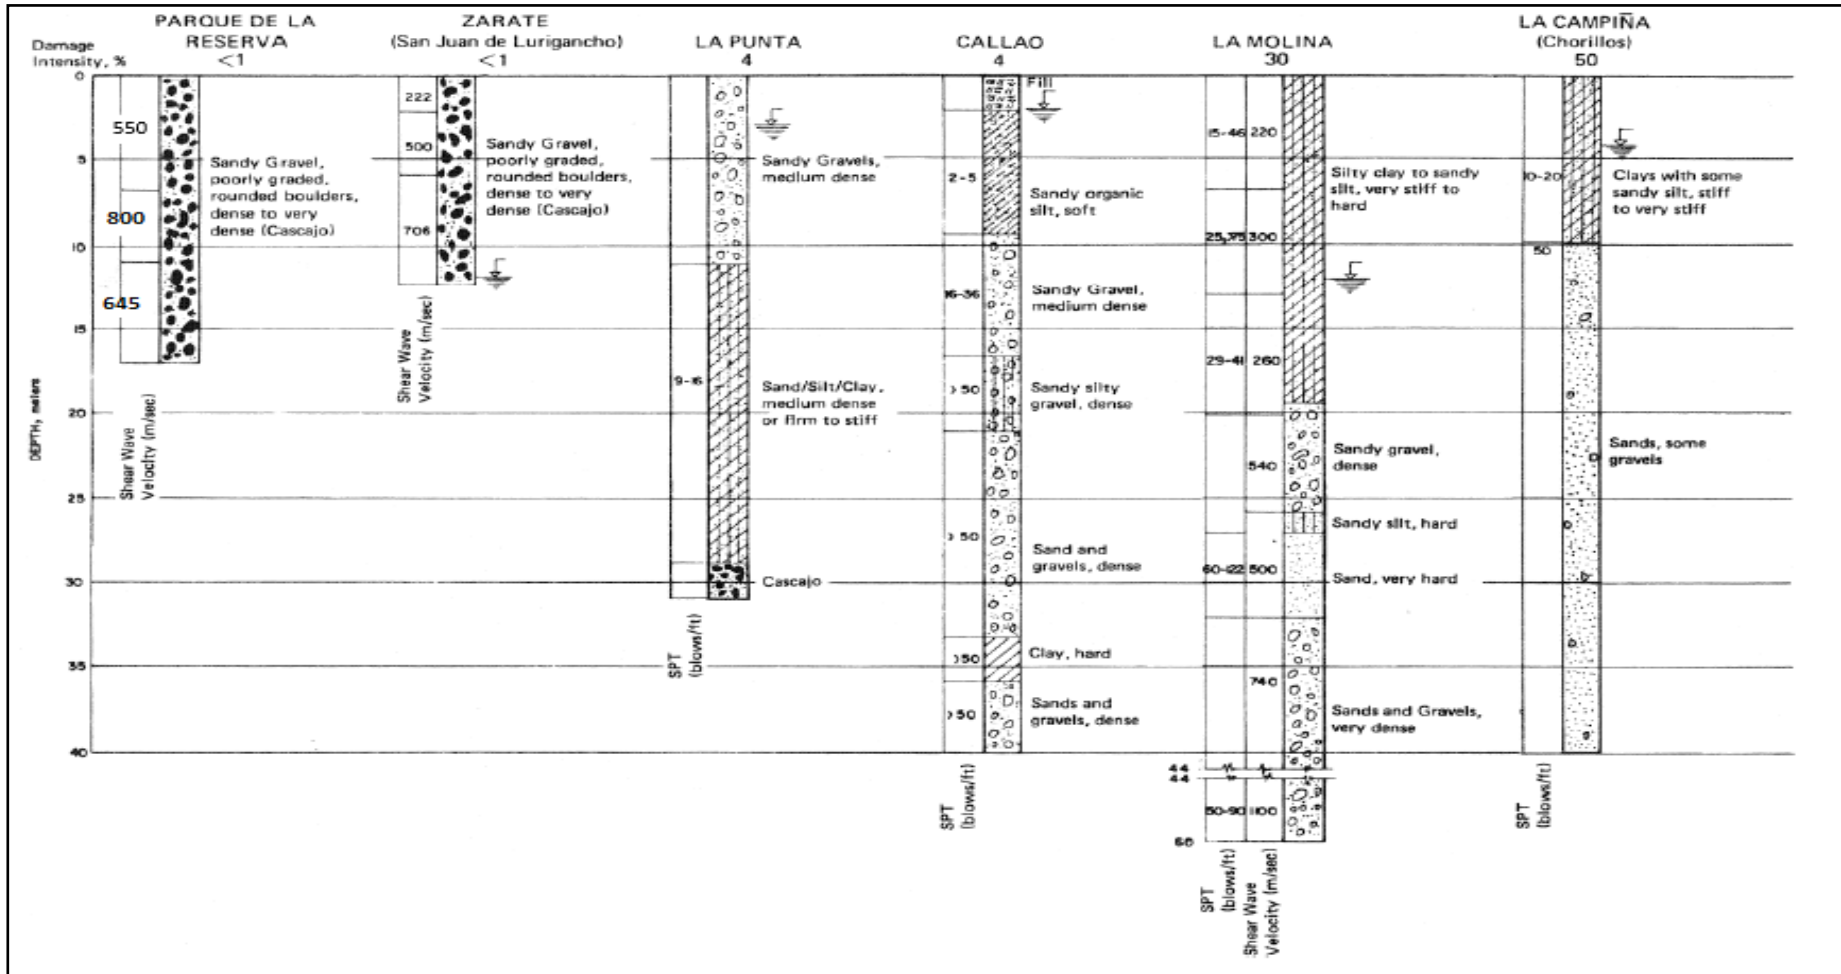 PARQUE DE LA
RESERVA
<1
ZARATE
(San Juan de Lurigancho)
<1
LA PUNTA
4
CALLAO
4
LA MOLINA
30
LA CAMPIÑA
(Chorillos)
50
Damage
Intensity, %
DEPTH, meters
0
5
10
15
20
25
30
35
40
44
44
550
800
645
Shear Wave
Velocity (m/sec)
Sandy Gravel,
poorly graded,
rounded boulders,
dense to very
dense (Cascajo)
222
500
706
Shear Wave
Velocity (m/sec)
Sandy Gravel,
poorly graded,
rounded boulders,
dense to very
dense (Cascajo)
Sandy Gravels,
medium dense
9-16
Sand/Silt/Clay,
medium dense
or firm to stiff
Cascajo
SPT
(blows/ft)
Fill
2-5
Sandy organic
silt, soft
16-36
Sandy Gravel,
medium dense
>50
Sandy silty
gravel, dense
>50
Sand and
gravels, dense
>50
Clay, hard
>50
Sands and
gravels, dense
SPT
(blows/ft)
15-46 220
Silty clay to sandy
silt, very stiff to
hard
300
29-41 260
540
Sandy gravel,
dense
Sandy silt, hard
60-122 500
Sand, very hard
740
Sands and Gravels,
very dense
50-90 1100
SPT
(blows/ft)
Shear Wave
Velocity (m/sec)
10-20
Clays with some
sandy silt, stiff
to very stiff
50
Sands, some
gravels
SPT
(blows/ft)